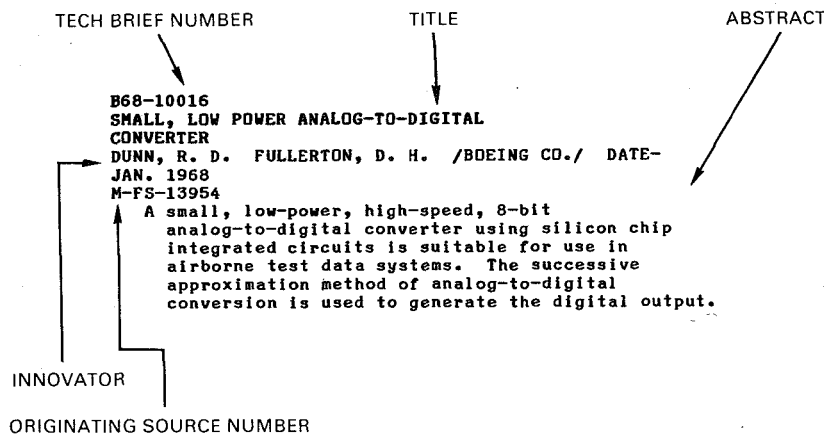 TECH BRIEF NUMBER TITLE ABSTRACT
B68-10016
SMALL, LOW POWER ANALOG-TO-DIGITAL
CONVERTER
DUNN, R. D. FULLERTON, D. H. /BOEING CO./ DATE-
JAN. 1968
M-FS-13954
A small, low-power, high-speed, 8-bit
analog-to-digital converter using silicon chip
integrated circuits is suitable for use in
airborne test data systems. The successive
approximation method of analog-to-digital
conversion is used to generate the digital output.
INNOVATOR
ORIGINATING SOURCE NUMBER